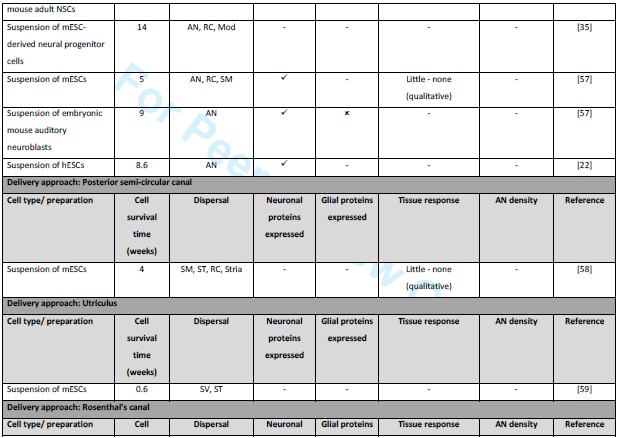 mouse adult NSCs
Suspension of mESC- 14 AN, RC, Mod - - - - [35]
derived neural progenitor
cells
Suspension of mESCs 5 AN, RC, SM ✓ - Little - none - [57]
(qualitative)
Suspension of embryonic 9 AN ✓ × - - [57]
mouse auditory
neuroblasts
Suspension of hESCs 8.6 AN ✓ - - - [22]
Delivery approach: Posterior semi-circular canal
Cell type/ preparation Cell Dispersal Neuronal Glial proteins Tissue response AN density Reference
survival proteins expressed
time expressed
(weeks)
Suspension of mESCs 4 SM, ST, RC, Stria - - Little - none - [58]
(qualitative)
Delivery approach: Utriculus
Cell type/ preparation Cell Dispersal Neuronal Glial proteins Tissue response AN density Reference
survival proteins expressed
time expressed
(weeks)
Suspension of mESCs 0.6 SV, ST - - - - [59]
Delivery approach: Rosenthal's canal
Cell type/ preparation Cell Dispersal Neuronal Glial proteins Tissue response AN density Reference
For Peer